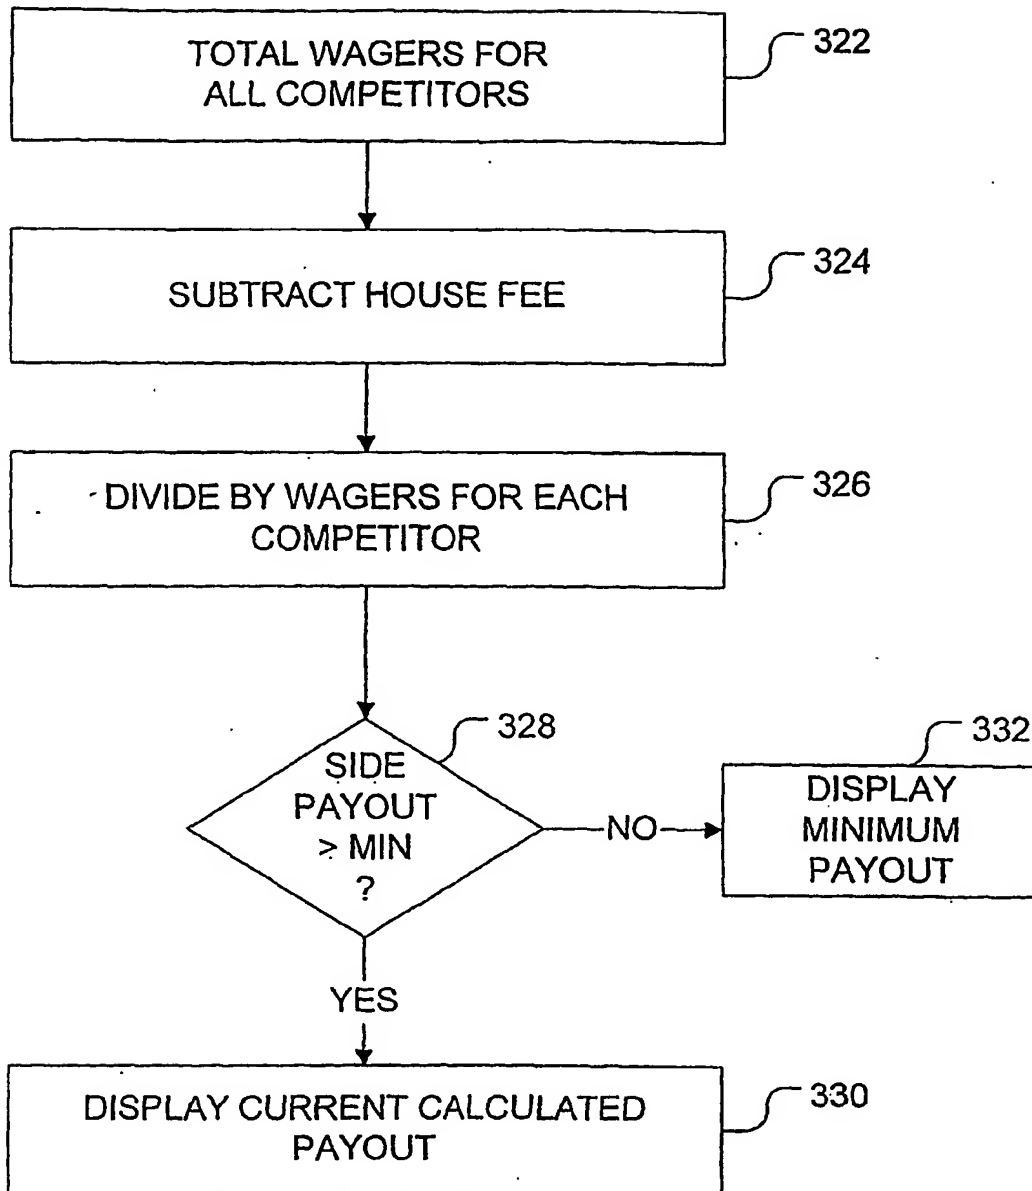 TOTAL WAGERS FOR
ALL COMPETITORS
322
SUBTRACT HOUSE FEE
324
DIVIDE BY WAGERS FOR EACH
COMPETITOR
326
SIDE
PAYOUT
> MIN
?
328
NO
332
DISPLAY
MINIMUM
PAYOUT
YES
DISPLAY CURRENT CALCULATED
PAYOUT
330